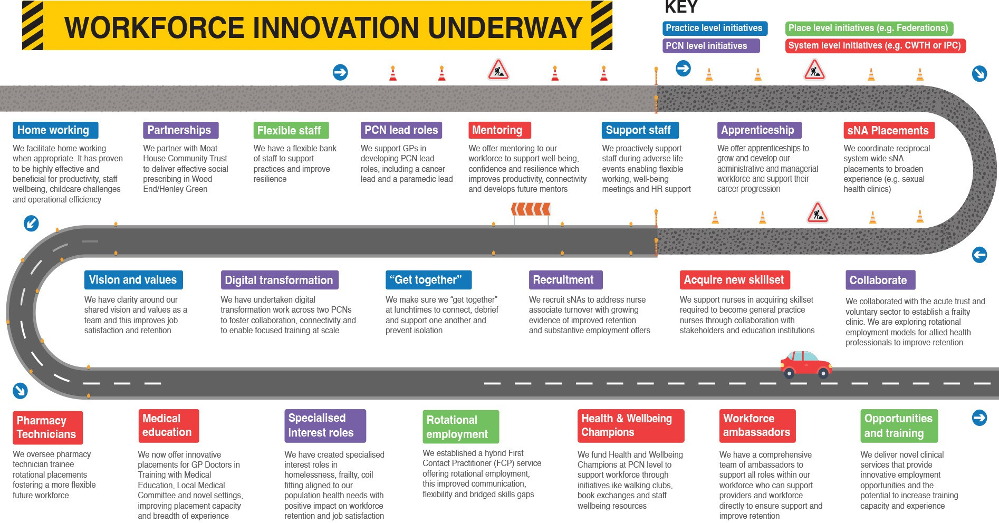 WORKFORCE INNOVATION UNDERWAY
KEY
Practice level initiatives
Place level initiatives (e.g. Federations)
PCN level initiatives
System level initiatives (e.g. CWTH or IPC)
Home working
We facilitate home working
when appropriate. It has proven
to be highly effective and
beneficial for productivity, staff
wellbeing, childcare challenges
and operational efficiency
Partnerships
We partner with Moat
House Community Trust
to deliver effective social
prescribing in Wood
End/Henley Green
Flexible staff
We have a flexible bank
of staff to support
practices and improve
resilience
PCN lead roles
We support GPs in
developing PCN lead
roles, including a cancer
lead and a paramedic lead
Mentoring
We offer mentoring to our
workforce to support well-being,
confidence and resilience which
improves productivity, connectivity
and develops future mentors
Support staff
We proactively support
staff during adverse life
events enabling flexible
working, well-being
meetings and HR support
Apprenticeship
We offer apprenticeships to
grow and develop our
administrative and managerial
workforce and support their
career progression
sNA Placements
We coordinate reciprocal
system wide sNA
placements to broaden
experience (e.g. sexual
health clinics)
Vision and values
We have clarity around our
shared vision and values as a
team and this improves job
satisfaction and retention
Digital transformation
We have undertaken digital
transformation work across two PCNs
to foster collaboration, connectivity and
to enable focused training at scale
“Get together”
We make sure we “get together”
at lunchtimes to connect, debrief
and support one another and
prevent isolation
Recruitment
We recruit sNAs to address nurse
associate turnover with growing
evidence of improved retention
and substantive employment offers
Acquire new skillset
We support nurses in acquiring skillset
required to become general practice
nurses through collaboration with
stakeholders and education institutions
Collaborate
We collaborated with the acute trust and
voluntary sector to establish a frailty
clinic. We are exploring rotational
employment models for allied health
professionals to improve retention
Pharmacy
Technicians
We oversee pharmacy
technician trainee
rotational placements
fostering a more flexible
future workforce
Medical
education
We now offer innovative
placements for GP Doctors in
Training with Medical
Education, Local Medical
Committee and novel settings,
improving placement capacity
and breadth of experience
Specialised
interest roles
We have created specialised
interest roles in
homelessness, frailty, coil
fitting aligned to our
population health needs with
positive impact on workforce
retention and job satisfaction
Rotational
employment
We established a hybrid First
Contact Practitioner (FCP) service
offering rotational employment,
this improved communication,
flexibility and bridged skills gaps
Health & Wellbeing
Champions
We fund Health and Wellbeing
Champions at PCN level to
support workforce through
initiatives ike walking clubs,
book exchanges and staff
wellbeing resources
Workforce
ambassadors
We have a comprehensive
team of ambassadors to
support all roles within our
workforce who can support
providers and workforce
directly to ensure support and
improve retention
Opportunities
and training
We deliver novel clinical
services that provide
innovative employment
opportunities and the
potential to increase training
capacity and experience